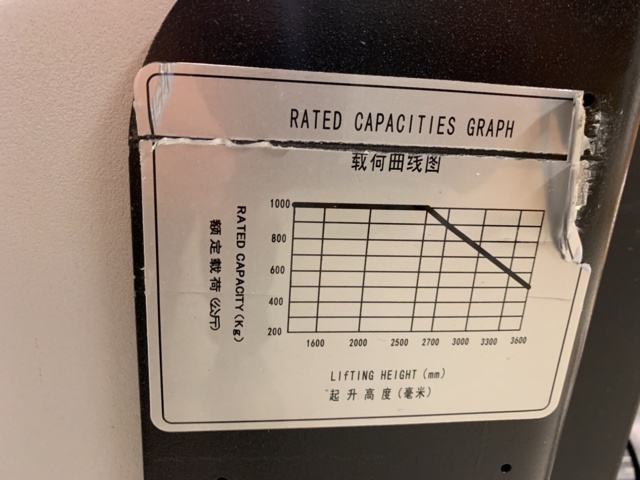 RATED CAPACITIES GRAPH
载荷曲线图
RATED CAPACITY(Kg)
额定载荷(公斤)
1000
800
600
400
200
1600 2000 2500 2700 3000 3300 3600
LIfTING HEIGHT(mm)
起升高度(毫米)